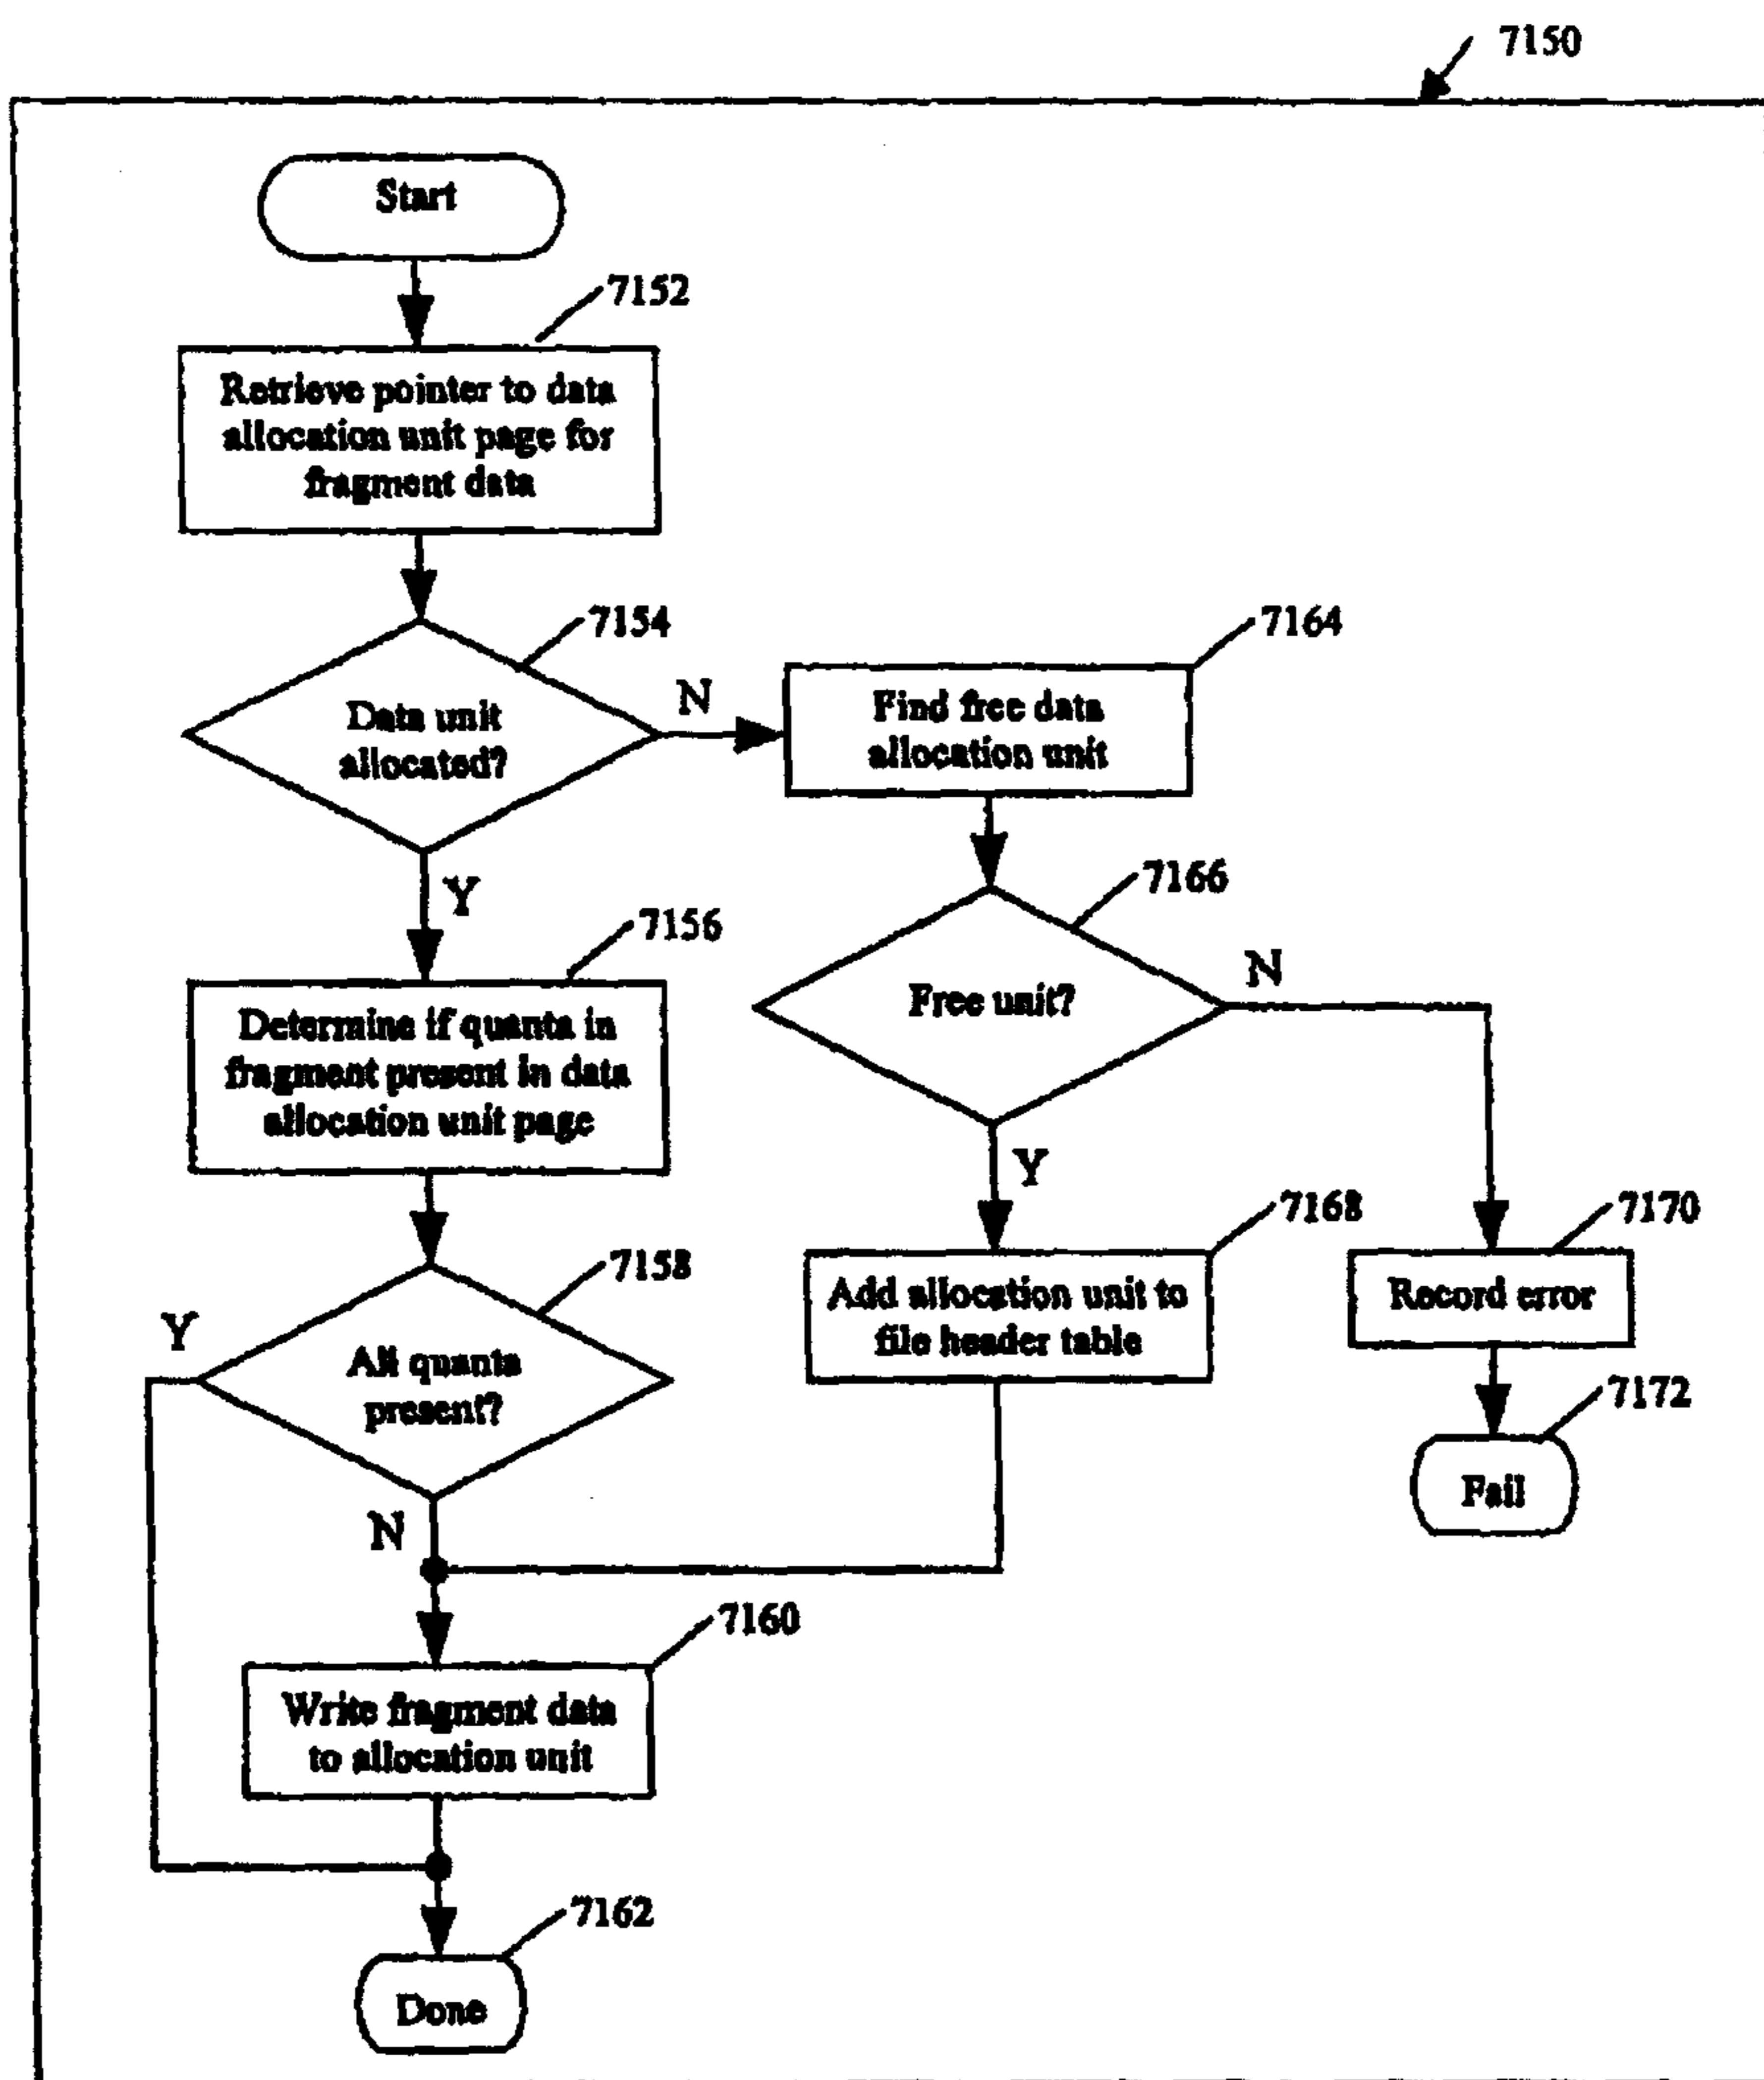 7150
Start
7152
Retrieve pointer to data
allocation unit page for
fragment data
7154
Data unit
allocated?
N
7164
Find free data
allocation unit
Y
7166
Free unit?
N
7156
Determine if quanta in
fragment present in data
allocation unit page
Y
7168
Add allocation unit to
file header table
7170
Record error
7158
All quanta
present?
Y
N
7172
Fail
7160
Write fragment data
to allocation unit
7162
Done